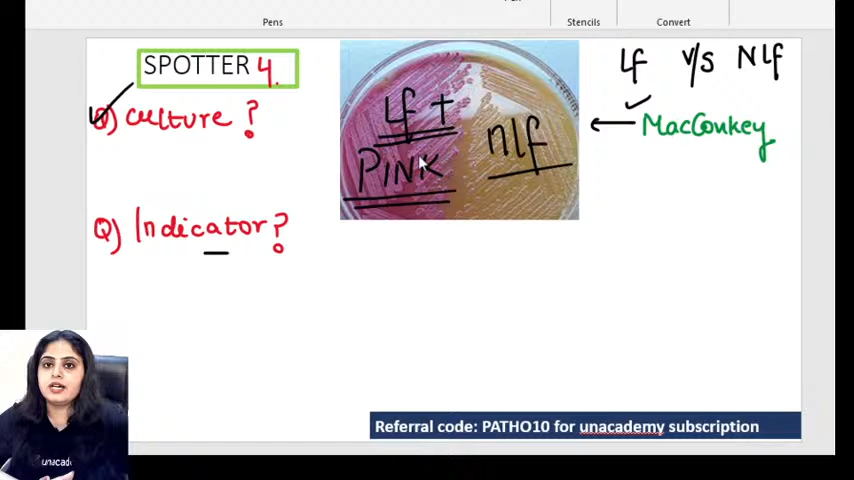 Pens
Stencils
Convert
SPOTTER 4.
Lf v/s Nlf
Q) Culture?
Lf +
PINK
nlf
MacConkey
Q) Indicator?
unacade
Referral code: PATHO10 for unacademy subscription